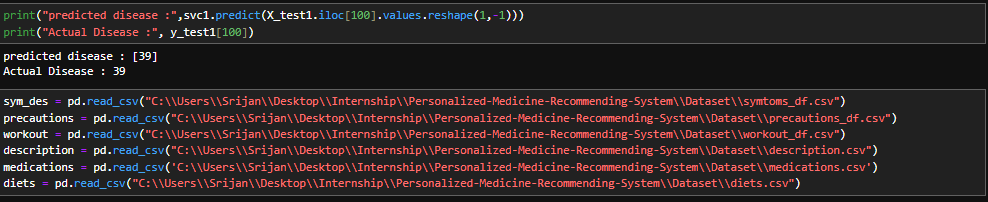 print("predicted disease :",svc1.predict(X_test1.iloc[100].values.reshape(1,-1)))
print("Actual Disease :", y_test1[100])
predicted disease : [39]
Actual Disease : 39
sym_des = pd.read_csv("C:\\Users\\Srijan\\Desktop\\Internship\\Personalized-Medicine-Recommending-System\\Dataset\\symtoms_df.csv")
precautions = pd.read_csv("C:\\Users\\Srijan\\Desktop\\Internship\\Personalized-Medicine-Recommending-System\\Dataset\\precautions_df.csv")
workout = pd.read_csv("C:\\Users\\Srijan\\Desktop\\Internship\\Personalized-Medicine-Recommending-System\\Dataset\\workout_df.csv")
description = pd.read_csv("C:\\Users\\Srijan\\Desktop\\Internship\\Personalized-Medicine-Recommending-System\\Dataset\\description.csv")
medications = pd.read_csv('C:\\Users\\Srijan\\Desktop\\Internship\\Personalized-Medicine-Recommending-System\\Dataset\\medications.csv')
diets = pd.read_csv("C:\\Users\\Srijan\\Desktop\\Internship\\Personalized-Medicine-Recommending-System\\Dataset\\diets.csv")